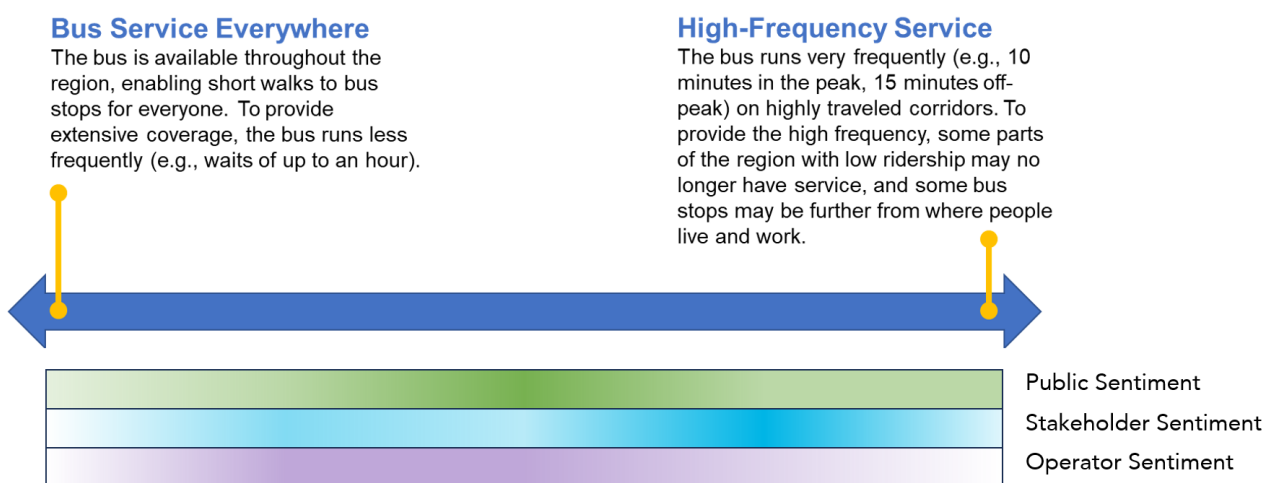 Bus Service Everywhere
The bus is available throughout the
region, enabling short walks to bus
stops for everyone. To provide
extensive coverage, the bus runs less
frequently (e.g., waits of up to an hour).
High-Frequency Service
The bus runs very frequently (e.g., 10
minutes in the peak, 15 minutes off-
peak) on highly traveled corridors. To
provide the high frequency, some parts
of the region with low ridership may no
longer have service, and some bus
stops may be further from where people
live and work.
Public Sentiment
Stakeholder Sentiment
Operator Sentiment